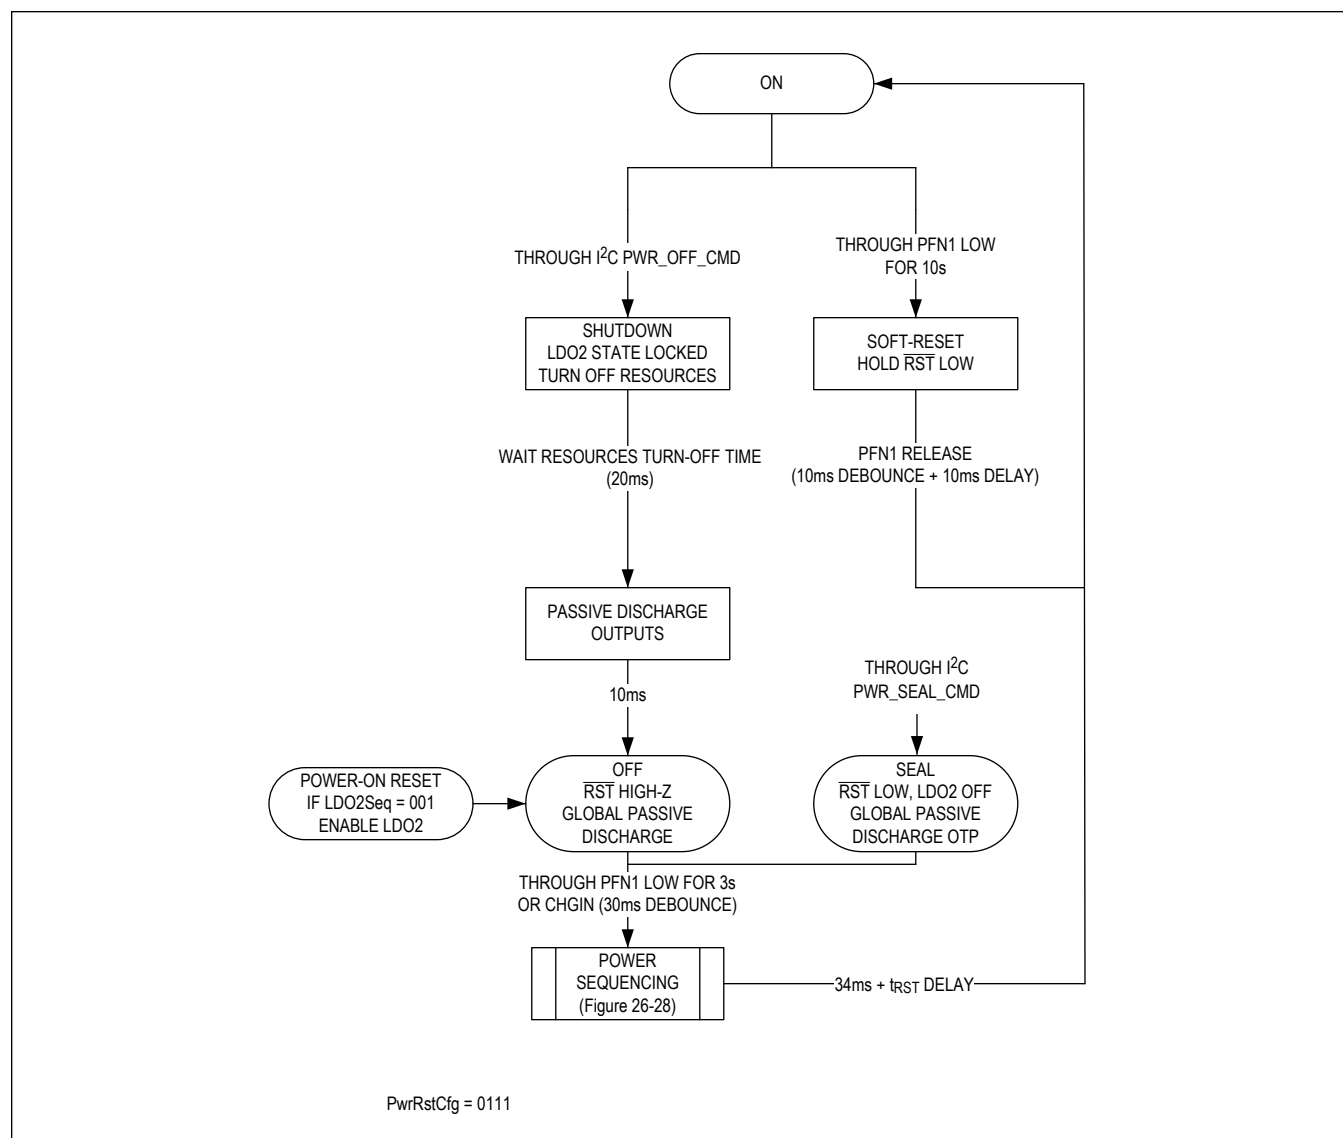 ON
THROUGH I²C PWR_OFF_CMD
THROUGH PFN1 LOW
FOR 10s
SHUTDOWN
LDO2 STATE LOCKED
TURN OFF RESOURCES
SOFT-RESET
HOLD R̅S̅T̅ LOW
WAIT RESOURCES TURN-OFF TIME
(20ms)
PFN1 RELEASE
(10ms DEBOUNCE + 10ms DELAY)
PASSIVE DISCHARGE
OUTPUTS
THROUGH I²C
PWR_SEAL_CMD
10ms
POWER-ON RESET
IF LDO2Seq = 001
ENABLE LDO2
OFF
R̅S̅T̅ HIGH-Z
GLOBAL PASSIVE
DISCHARGE
SEAL
R̅S̅T̅ LOW, LDO2 OFF
GLOBAL PASSIVE
DISCHARGE OTP
THROUGH PFN1 LOW FOR 3s
OR CHGIN (30ms DEBOUNCE)
POWER
SEQUENCING
(Figure 26-28)
34ms + tRST DELAY
PwrRstCfg = 0111